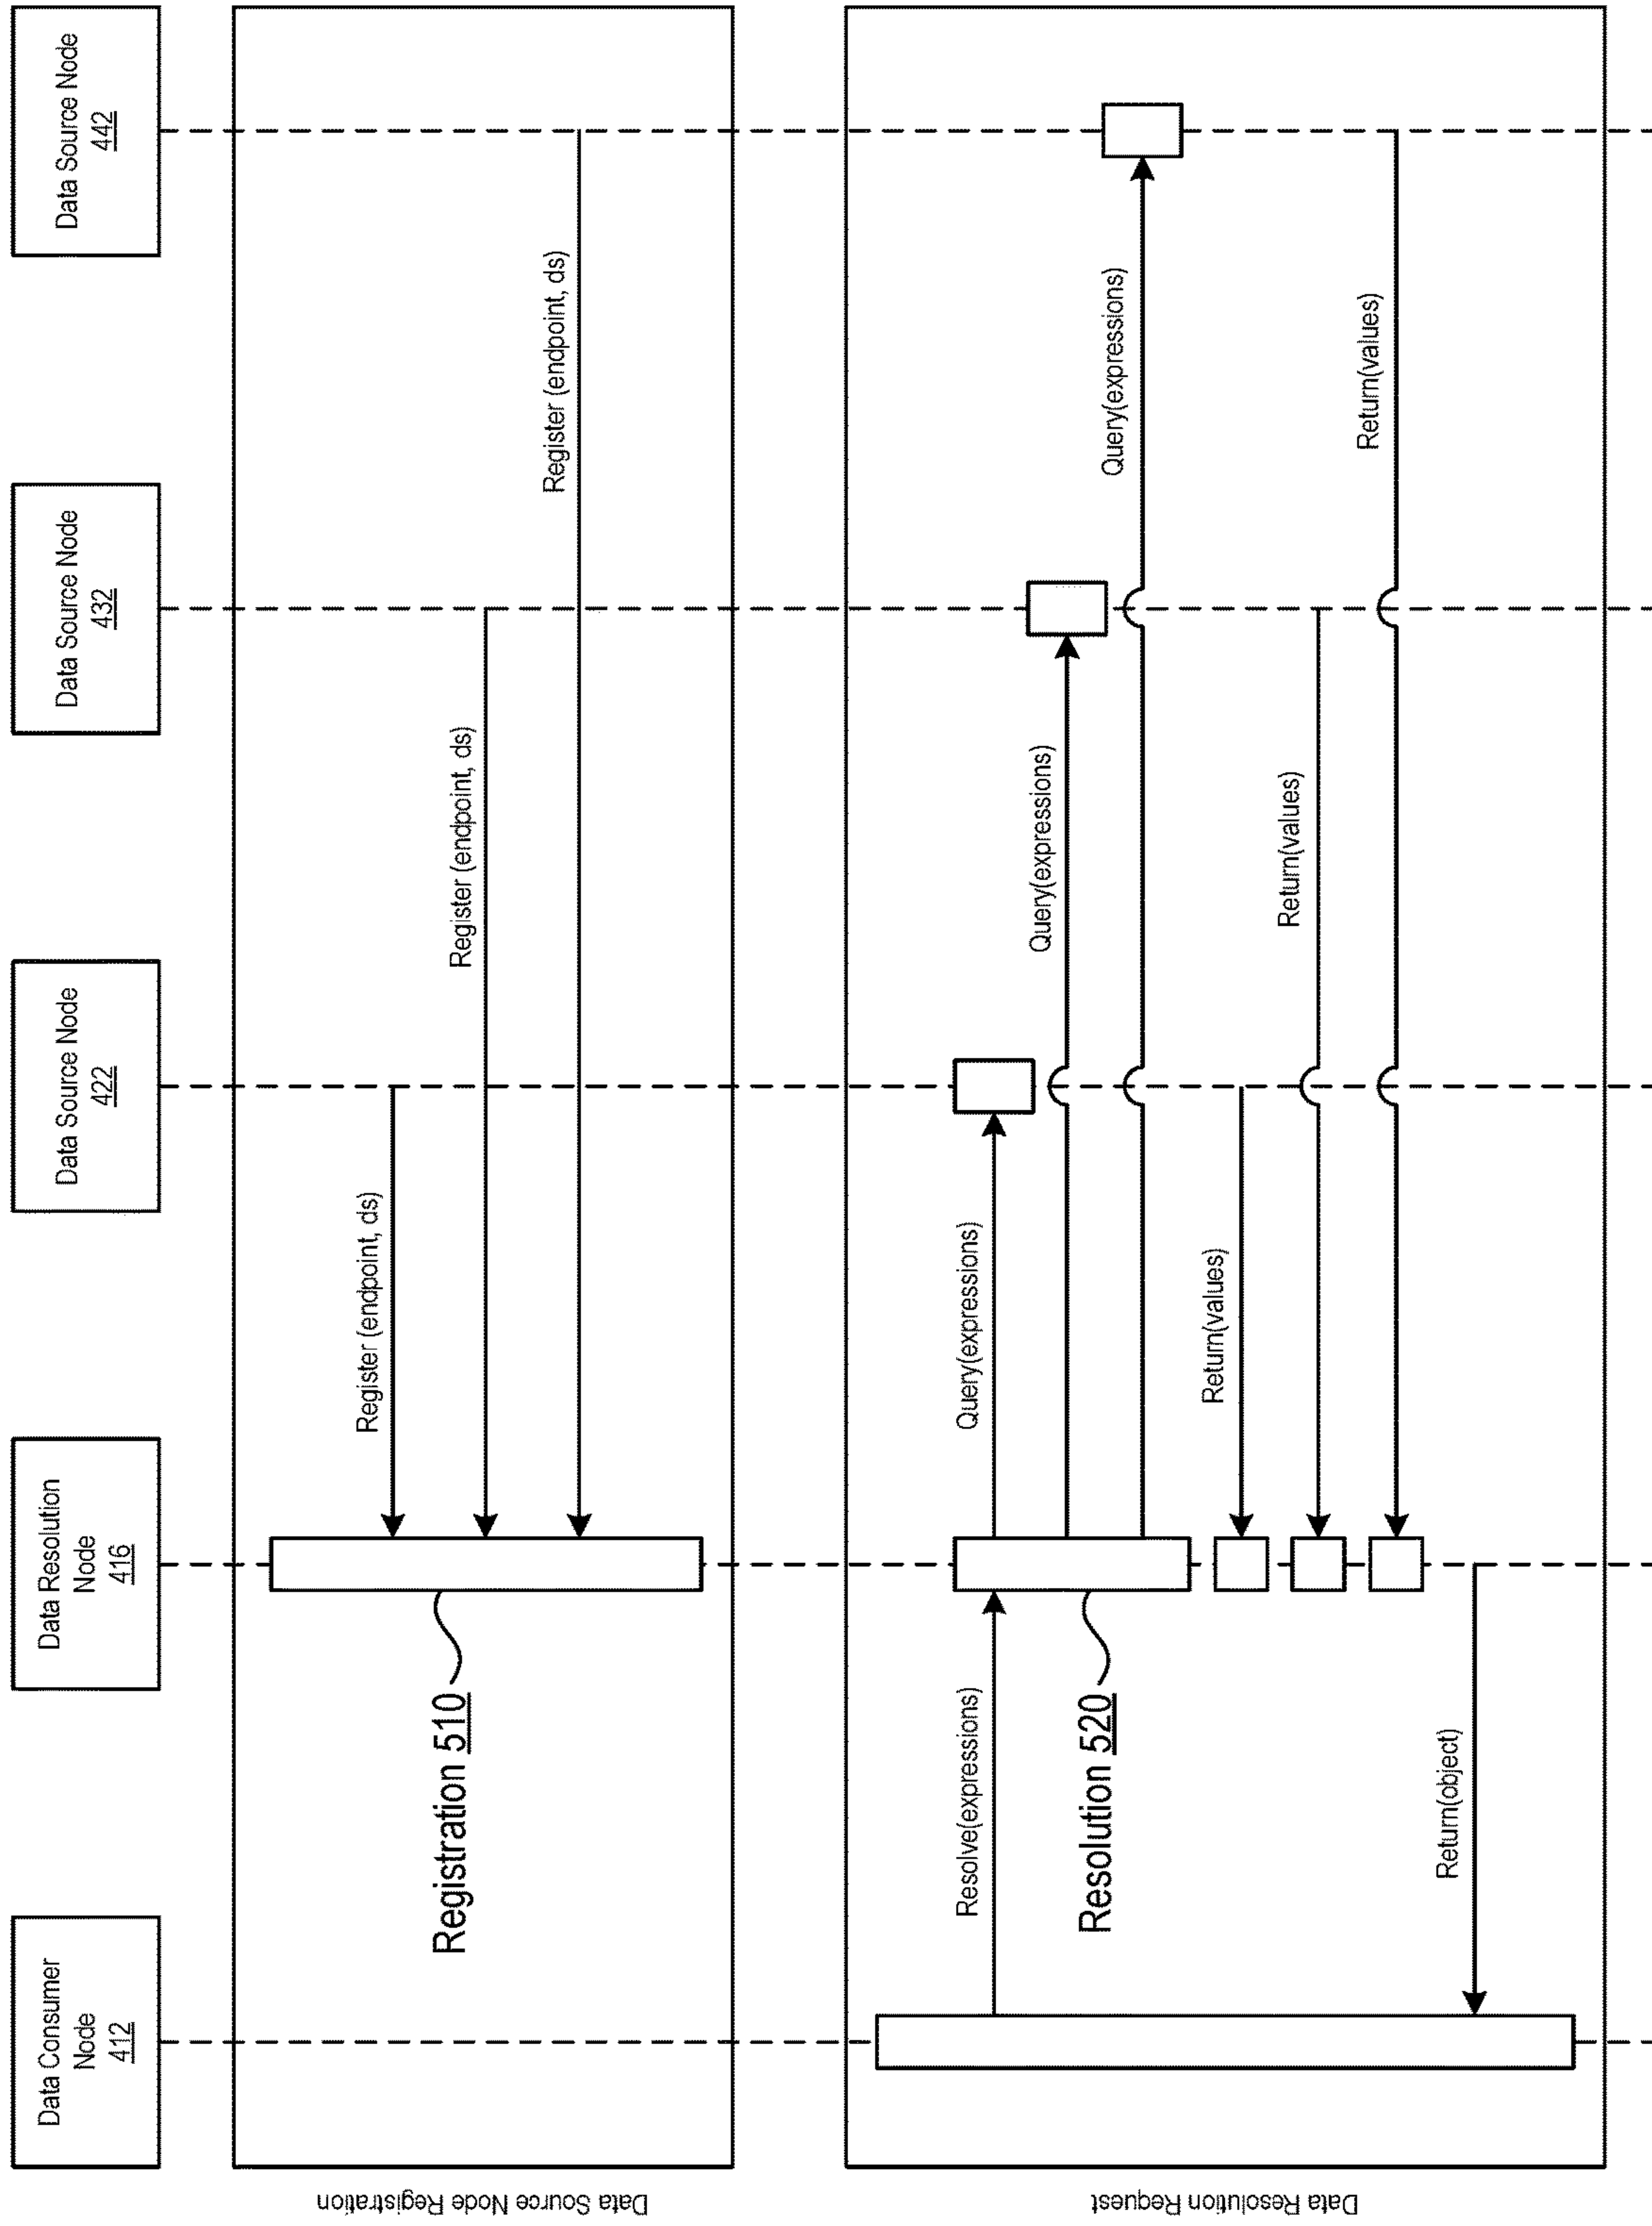 Data Consumer
Node
412
Data Resolution
Node
416
Data Source Node
422
Data Source Node
432
Data Source Node
442
Data Source Node Registration
Register (endpoint, ds)
Register (endpoint, ds)
Register (endpoint, ds)
Registration 510
Data Resolution Request
Resolve(expressions)
Query(expressions)
Query(expressions)
Query(expressions)
Resolution 520
Return(values)
Return(values)
Return(values)
Return(object)